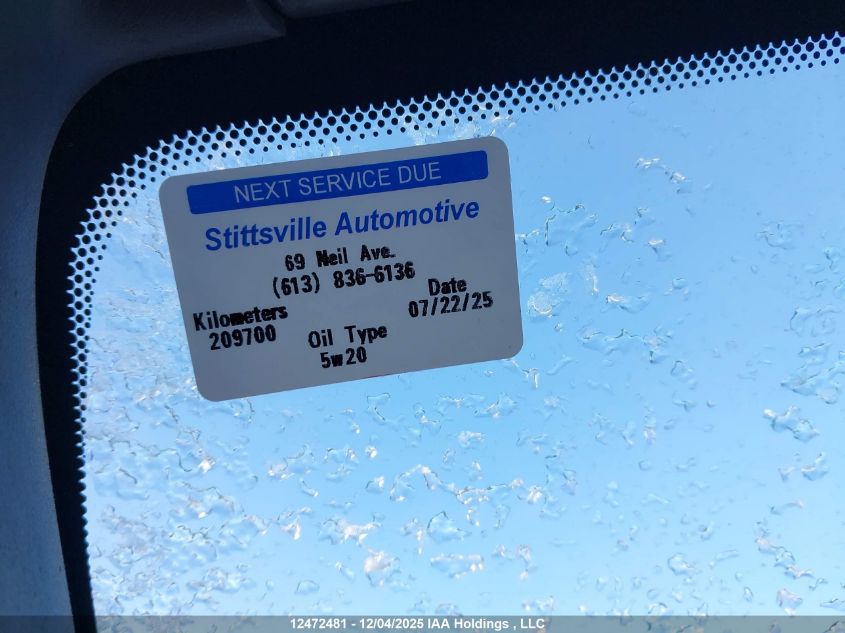 NEXT SERVICE DUE
Stittsville Automotive
69 Neil Ave.
(613) 836-6136
Kilometers
209700
Date
07/22/25
Oil Type
5w20
12472481 - 12/04/2025 IAA Holdings , LLC